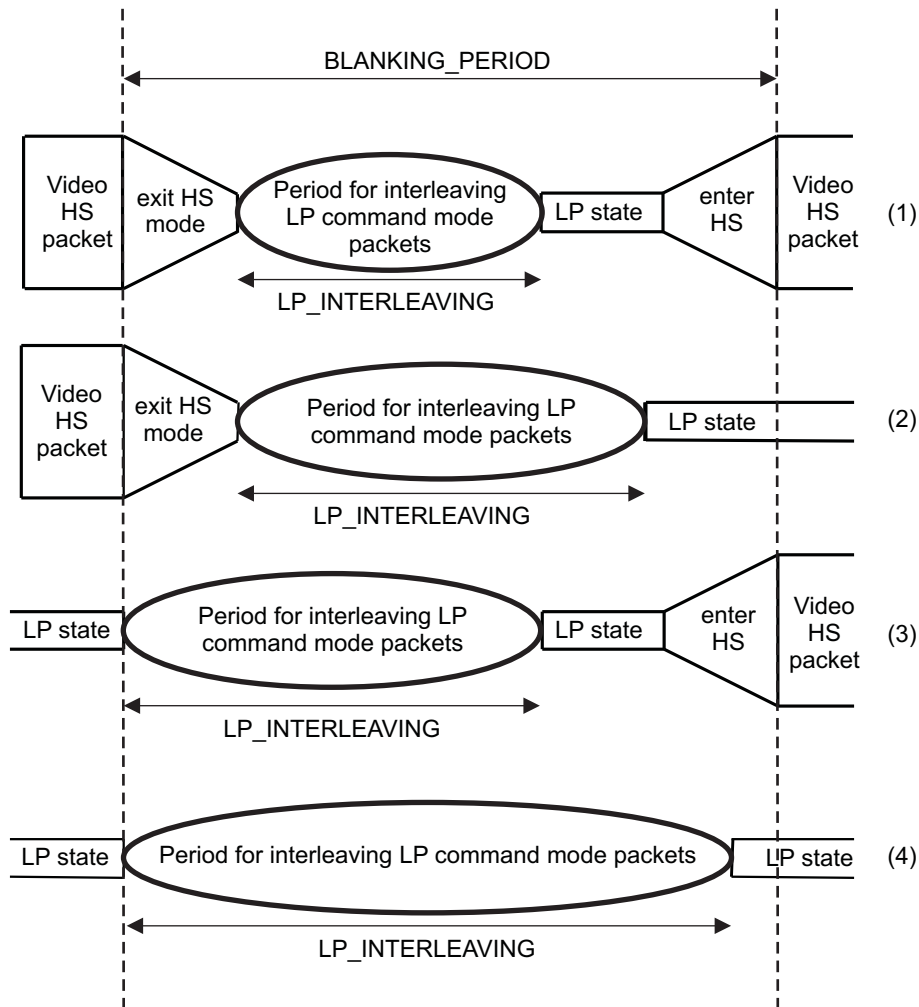 BLANKING_PERIOD
Video
HS
packet
exit HS
mode
Period for interleaving
LP command mode
packets
LP state
enter
HS
Video
HS
packet
(1)
LP_INTERLEAVING
Video
HS
packet
exit HS
mode
Period for interleaving LP
command mode packets
LP state
(2)
LP_INTERLEAVING
LP state
Period for interleaving LP
command mode packets
LP state
enter
HS
Video
HS
packet
(3)
LP_INTERLEAVING
LP state
Period for interleaving LP command mode packets
LP state
(4)
LP_INTERLEAVING